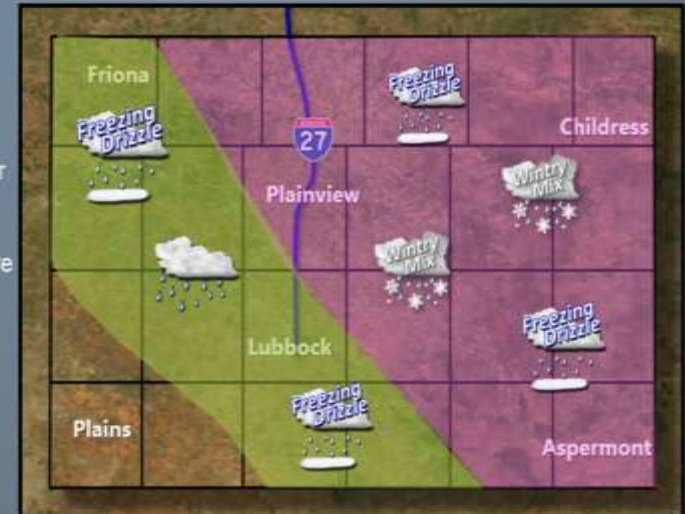 Friona
Freezing
Drizzle
Freezing
Drizzle
Childress
27
Plainview
Wintry
Mix
Wintry
Mix
Freezing
Drizzle
Lubbock
Freezing
Drizzle
Plains
Aspermont